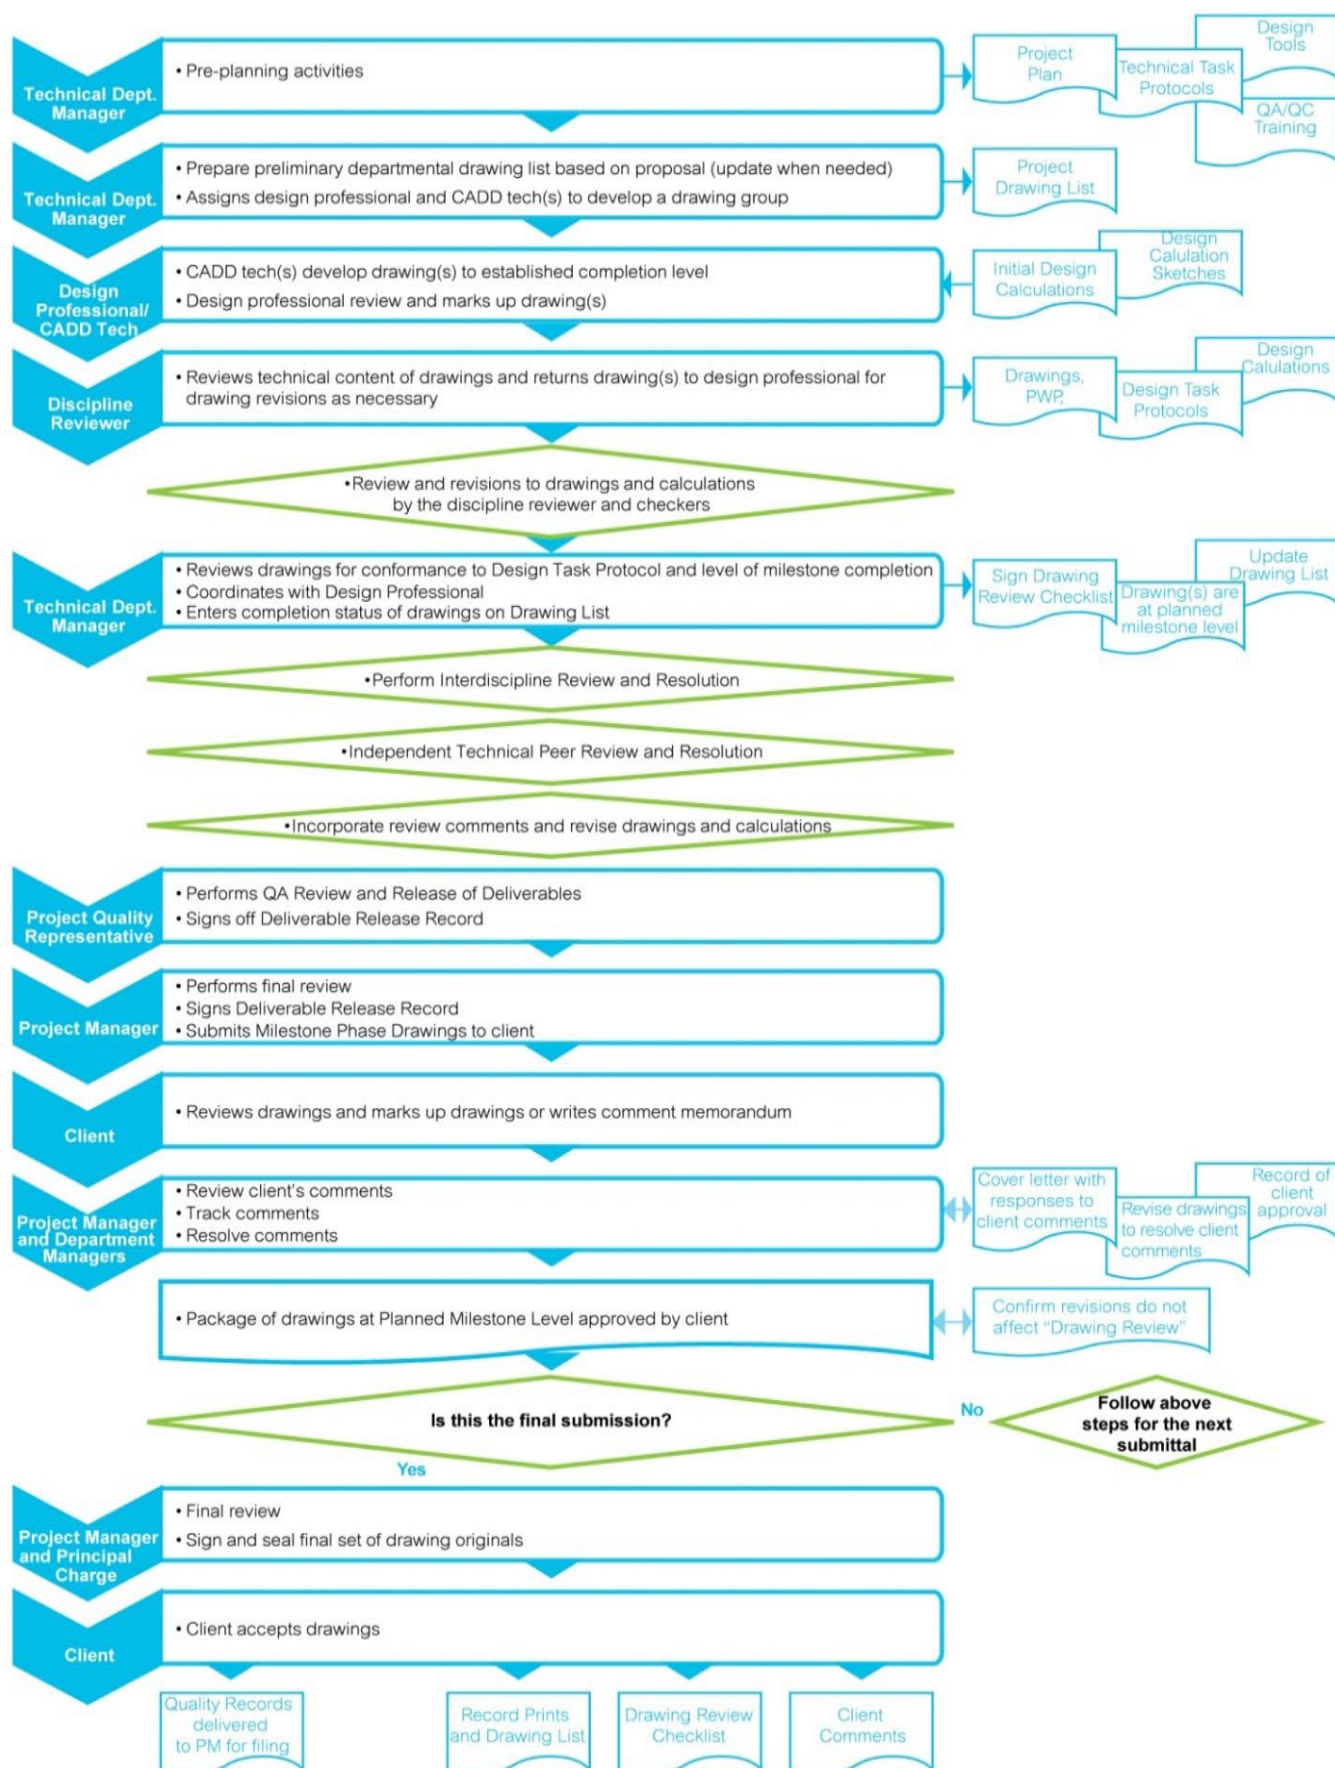 Technical Dept.
Manager
• Pre-planning activities
Project
Plan
Technical Task
Protocols
Design
Tools
QA/QC
Training
Technical Dept.
Manager
• Prepare preliminary departmental drawing list based on proposal (update when needed)
• Assigns design professional and CADD tech(s) to develop a drawing group
Project
Drawing List
Design
Professional/
CADD Tech
• CADD tech(s) develop drawing(s) to established completion level
• Design professional review and marks up drawing(s)
Initial Design
Calculations
Design
Calulation
Sketches
Discipline
Reviewer
• Reviews technical content of drawings and returns drawing(s) to design professional for
drawing revisions as necessary
Drawings,
PWP,
Design Task
Protocols
Design
Calulations
•Review and revisions to drawings and calculations
by the discipline reviewer and checkers
Technical Dept.
Manager
• Reviews drawings for conformance to Design Task Protocol and level of milestone completion
• Coordinates with Design Professional
• Enters completion status of drawings on Drawing List
Sign Drawing
Review Checklist
Drawing(s) are
at planned
milestone level
Update
Drawing List
•Perform Interdiscipline Review and Resolution
•Independent Technical Peer Review and Resolution
•Incorporate review comments and revise drawings and calculations
Project Quality
Representative
• Performs QA Review and Release of Deliverables
• Signs off Deliverable Release Record
Project Manager
• Performs final review
• Signs Deliverable Release Record
• Submits Milestone Phase Drawings to client
Client
• Reviews drawings and marks up drawings or writes comment memorandum
Project Manager
and Department
Managers
• Review client's comments
• Track comments
• Resolve comments
Cover letter with
responses to
client comments
Revise drawings
to resolve client
comments
Record of
client
approval
• Package of drawings at Planned Milestone Level approved by client
Confirm revisions do not
affect “Drawing Review”
Is this the final submission?
No
Follow above
steps for the next
submittal
Yes
Project Manager
and Principal
Charge
• Final review
• Sign and seal final set of drawing originals
Client
• Client accepts drawings
Quality Records
delivered
to PM for filing
Record Prints
and Drawing List
Drawing Review
Checklist
Client
Comments